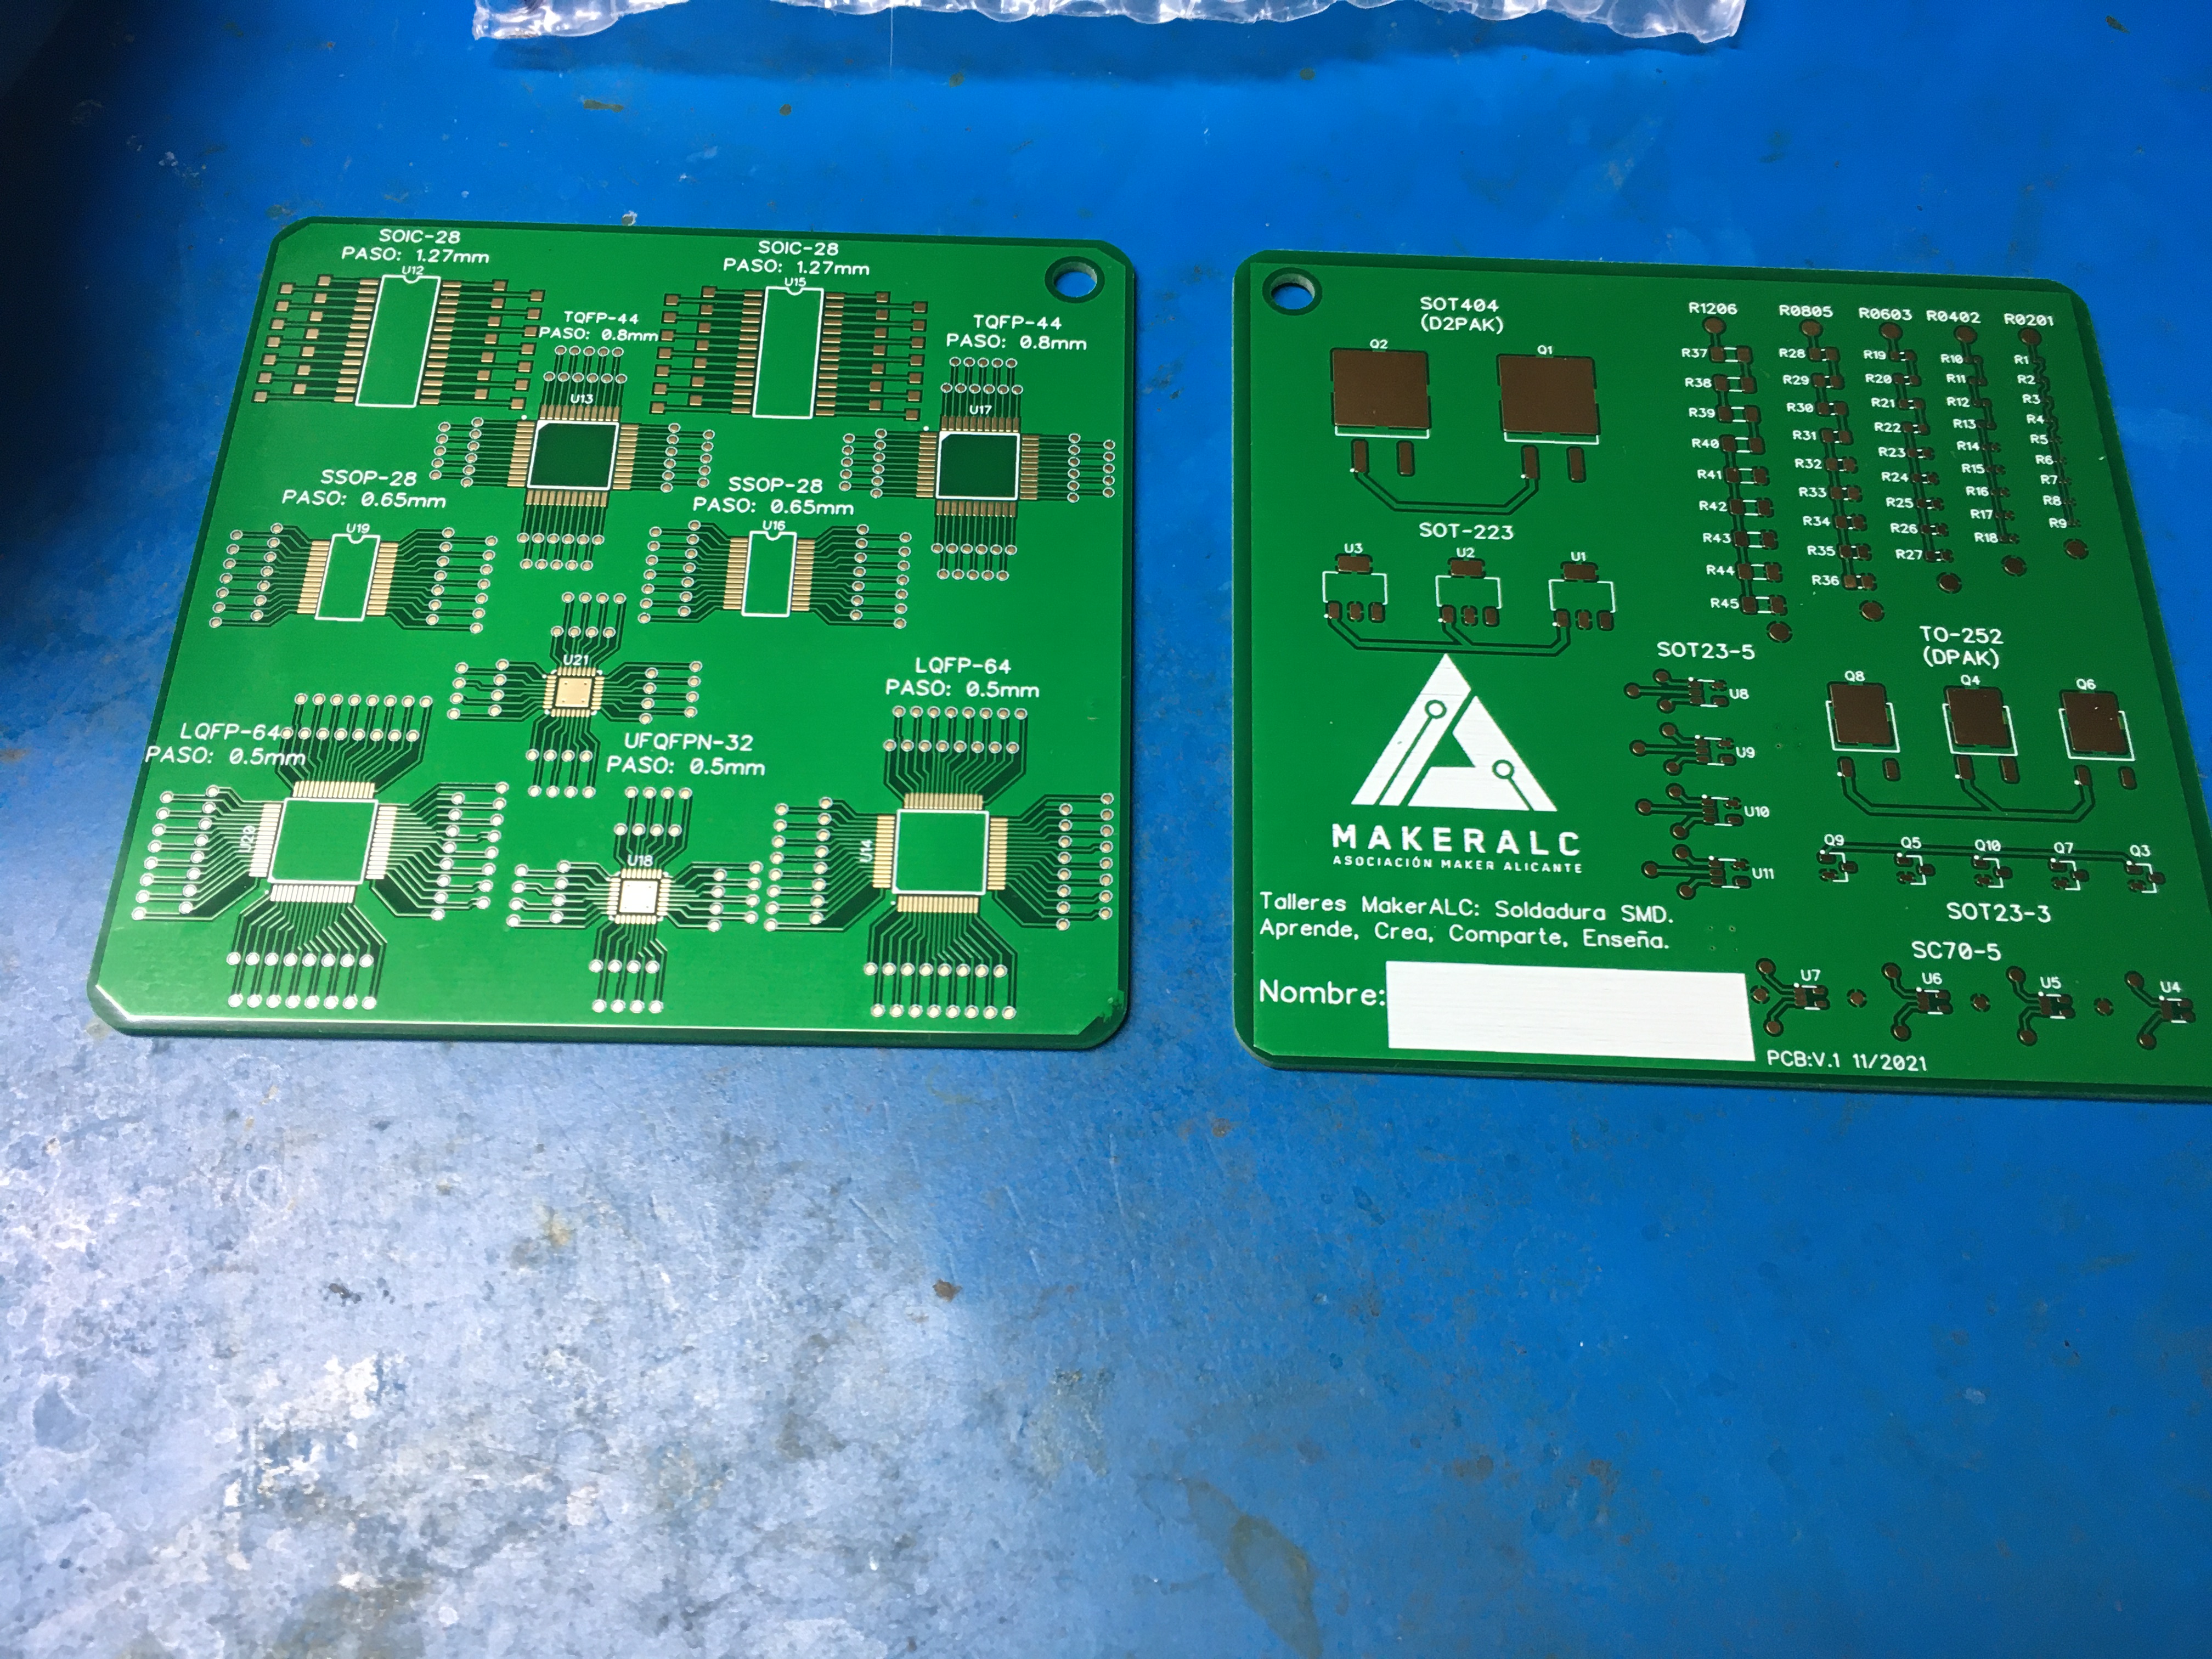 SOIC-28
PASO: 1.27mm
U12
SOIC-28
PASO: 1.27mm
U15
TQFP-44
PASO: 0.8mm
U13
TQFP-44
PASO: 0.8mm
U17
SSOP-28
PASO: 0.65mm
U19
SSOP-28
PASO: 0.65mm
U16
U21
UFQFPN-32
PASO: 0.5mm
U18
LQFP-64
PASO: 0.5mm
U20
LQFP-64
PASO: 0.5mm
U14
SOT404
(D2PAK)
Q2
Q1
SOT-223
U3
U2
U1
R1206
R37
R38
R39
R40
R41
R42
R43
R44
R45
R0805
R28
R29
R30
R31
R32
R33
R34
R35
R36
R0603
R19
R20
R21
R22
R23
R24
R25
R26
R27
R0402
R10
R11
R12
R13
R14
R15
R16
R17
R18
R0201
R1
R2
R3
R4
R5
R6
R7
R8
R9
SOT23-5
U8
U9
U10
U11
TO-252
(DPAK)
Q8
Q4
Q6
Q9
Q5
Q10
Q7
Q3
SOT23-3
MAKERALC
ASOCIACIÓN MAKER ALICANTE
Talleres MakerALC: Soldadura SMD.
Aprende, Crea, Comparte, Enseña.
SC70-5
U7
U6
U5
U4
Nombre:
PCB:V.1 11/2021